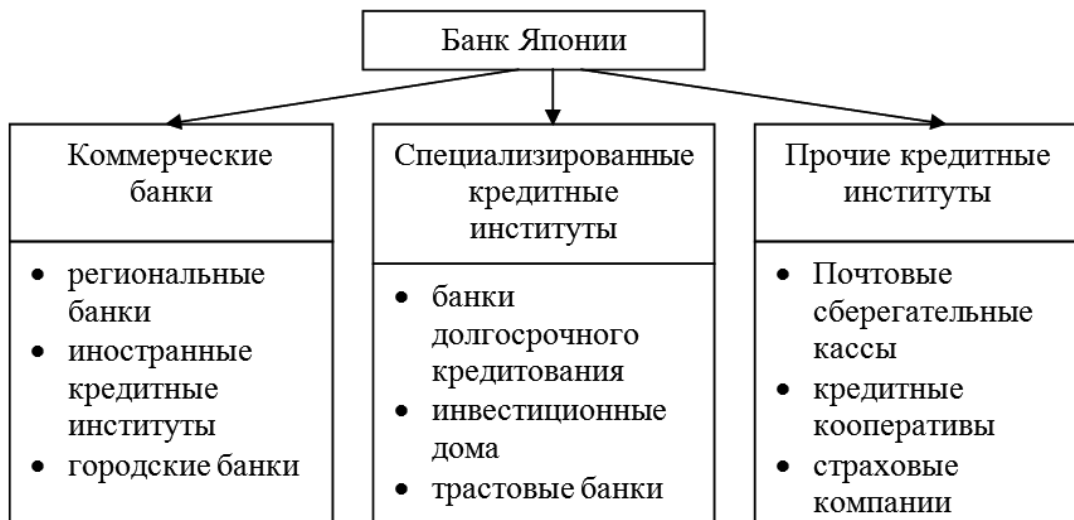 Банк Японии
Коммерческие
банки
• региональные
банки
• иностранные
кредитные
институты
• городские банки
Специализированные
кредитные
институты
• банки
долгосрочного
кредитования
• инвестиционные
дома
• трастовые банки
Прочие кредитные
институты
• Почтовые
сберегательные
кассы
• кредитные
кооперативы
• страховые
компании